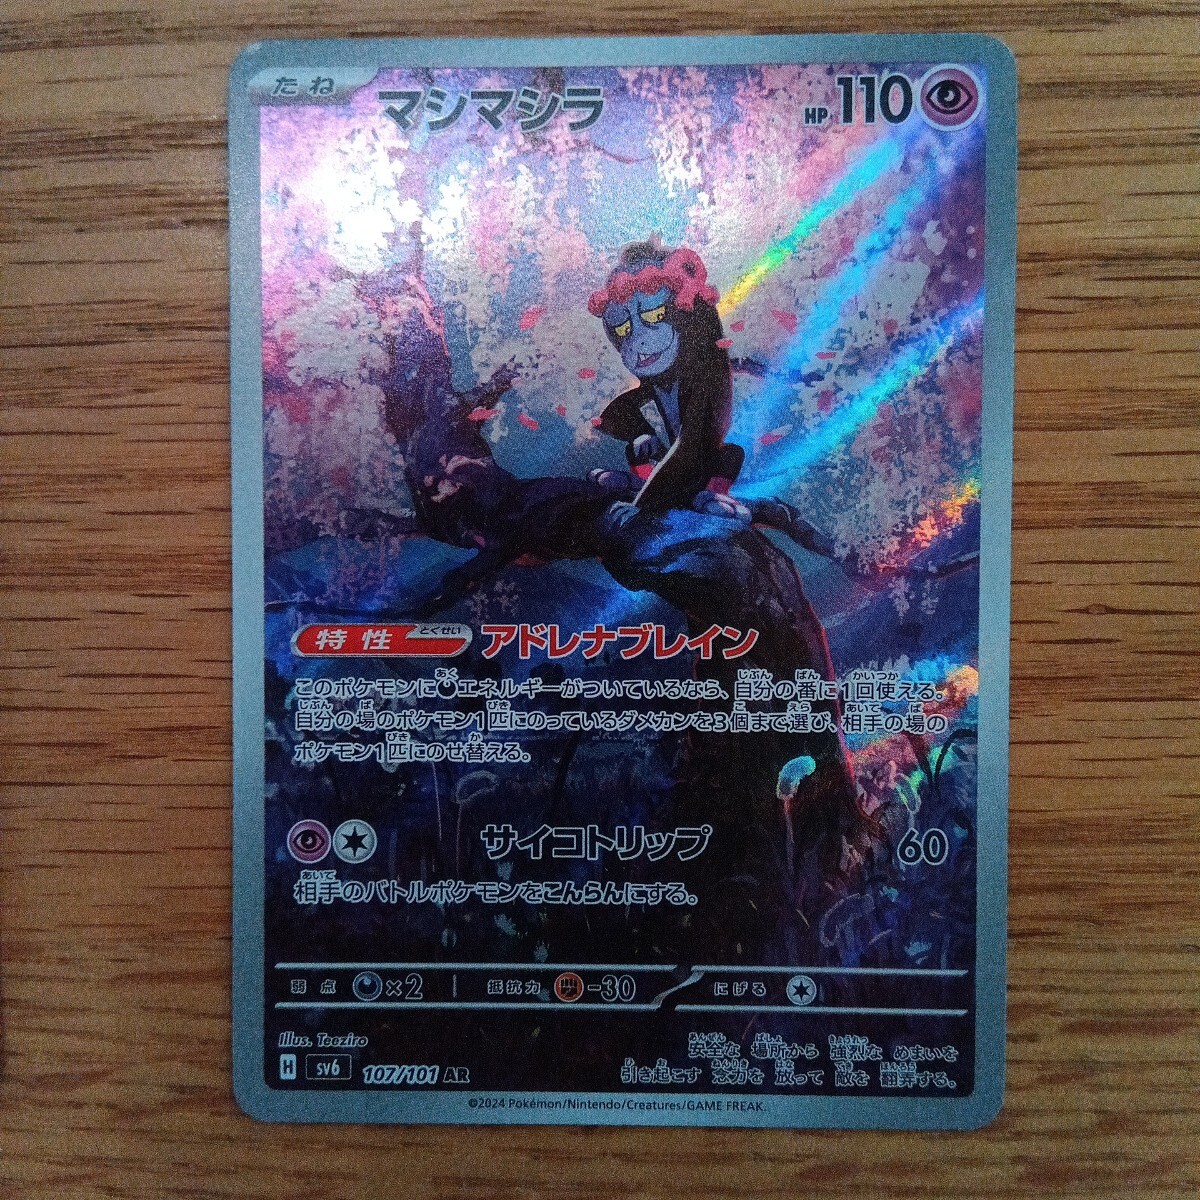 たね
マシマシラ
HP 110
特性 とくせい アドレナブレイン
このポケモンに悪エネルギーがついているなら、自分の番に1回使える。
自分の場のポケモン1匹にのっているダメカンを3個まで選び、相手の場の
ポケモン1匹にのせ替える。
サイコトリップ 60
相手のバトルポケモンをこんらんにする。
弱点 ×2 抵抗力 -30 にげる
Illus. Teeziro
H sv6 107/101 AR
安全な 場所から 強烈な めまいを
引き起こす 念力を 放って 敵を 翻弄する。
©2024 Pokémon/Nintendo/Creatures/GAME FREAK.